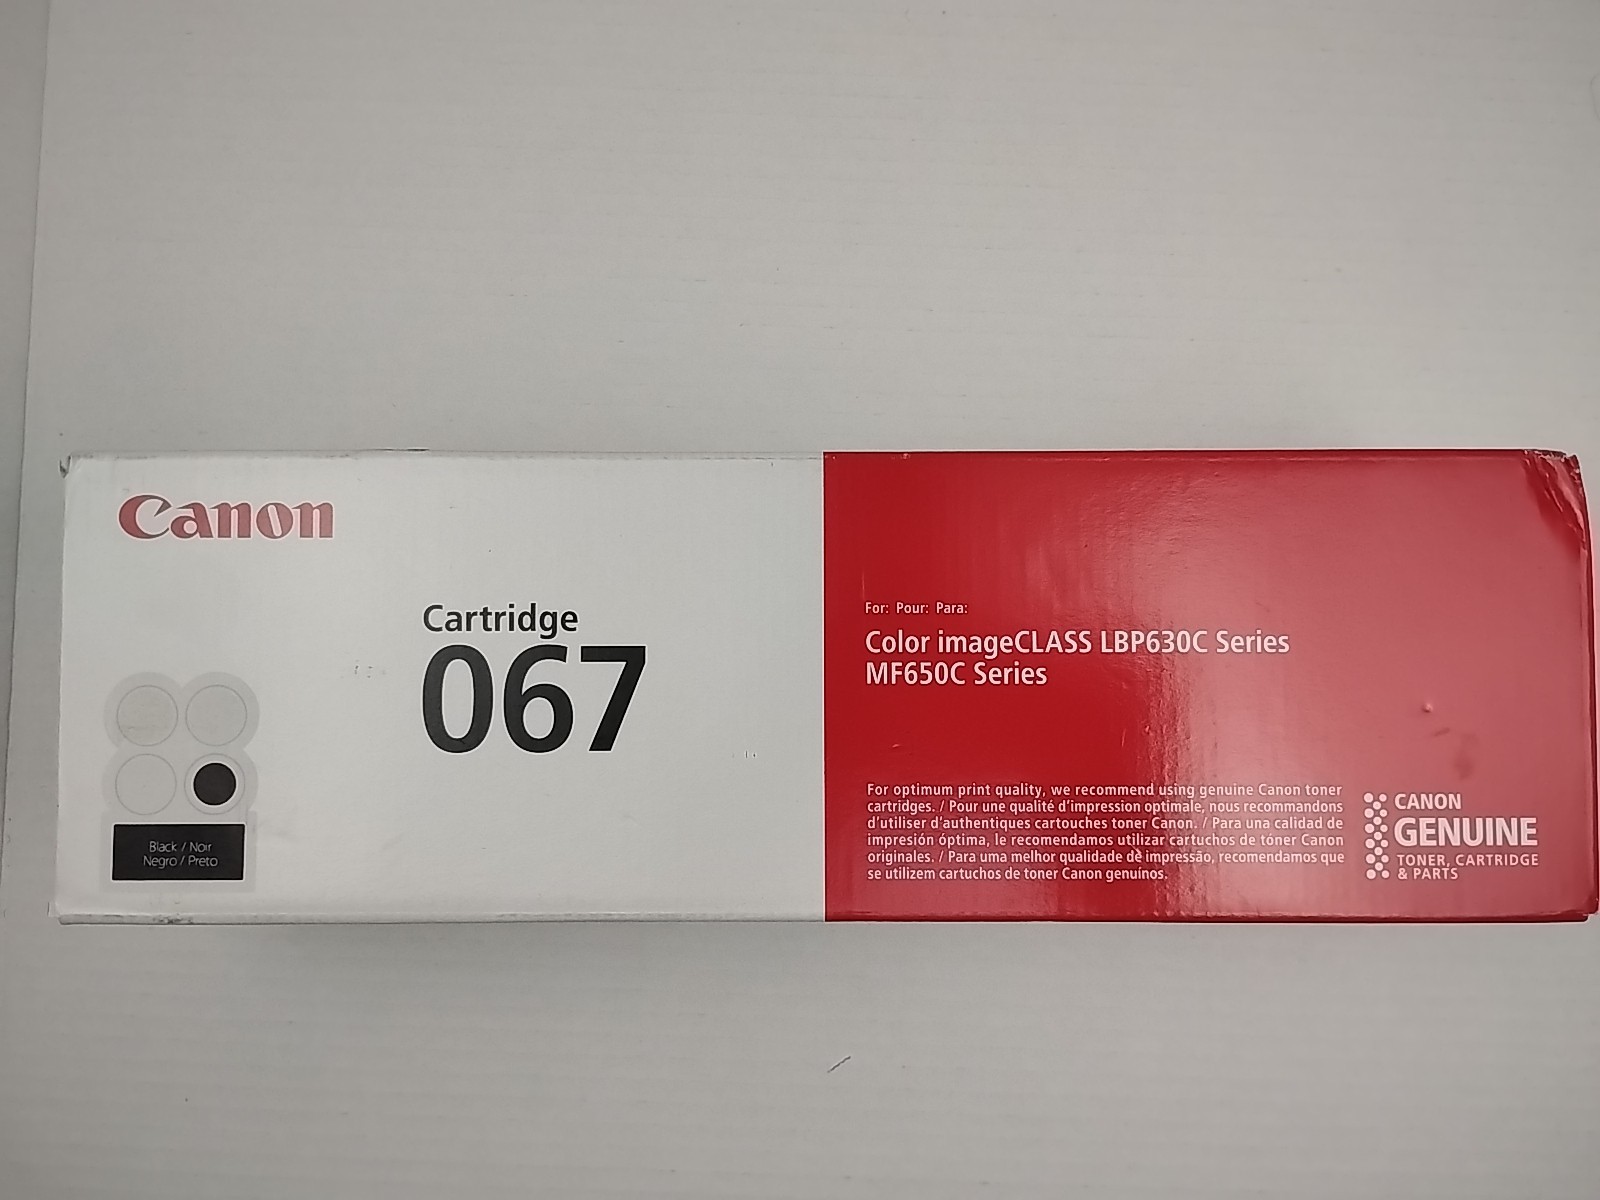 Canon
Cartridge
067
Black / Noir
Negro / Preto
For: Pour: Para:
Color imageCLASS LBP630C Series
MF650C Series
For optimum print quality, we recommend using genuine Canon toner
cartridges. / Pour une qualité d'impression optimale, nous recommandons
d'utiliser d'authentiques cartouches toner Canon. / Para una calidad de
impresión óptima, le recomendamos utilizar cartuchos de tóner Canon
originales. / Para uma melhor qualidade de impressão, recomendamos que
se utilizem cartuchos de toner Canon genuínos.
CANON
GENUINE
TONER, CARTRIDGE
& PARTS